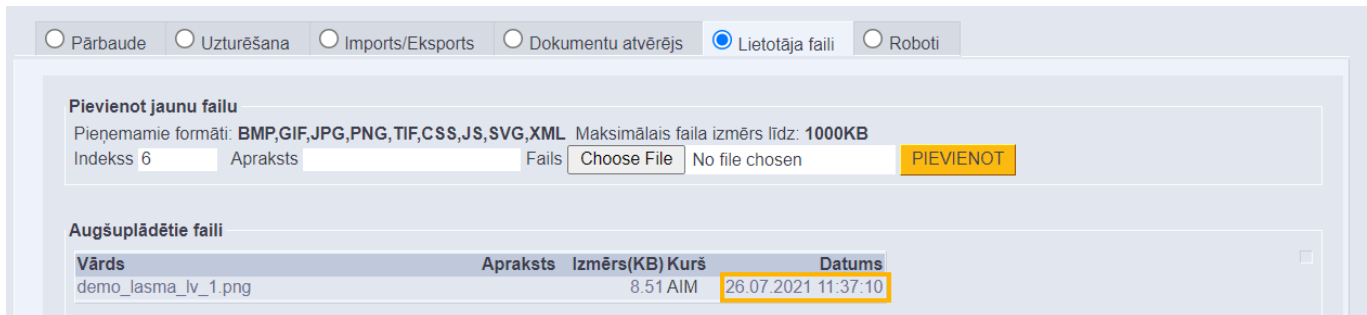 Pārbaude Uzturēšana Imports/Eksports Dokumentu atvērējs Lietotāja faili Roboti
Pievienot jaunu failu
Pieņemamie formāti: BMP,GIF,JPG,PNG,TIF,CSS,JS,SVG,XML Maksimālais faila izmērs līdz: 1000KB
Indekss 6 Apraksts Fails Choose File No file chosen PIEVIENOT
Augšuplādētie faili
Vārds Apraksts Izmērs(KB) Kurš Datums
demo_lasma_lv_1.png 8.51 AIM 26.07.2021 11:37:10